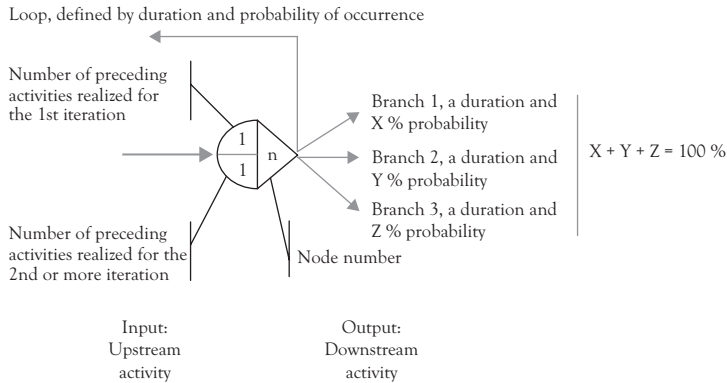 Loop, defined by duration and probability of occurrence
Number of preceding
activities realized for
the 1st iteration
1
1
n
Branch 1, a duration and
X % probability
Branch 2, a duration and
Y % probability
Branch 3, a duration and
Z % probability
X + Y + Z = 100 %
Number of preceding
activities realized for the
2nd or more iteration
Node number
Input:
Upstream
activity
Output:
Downstream
activity